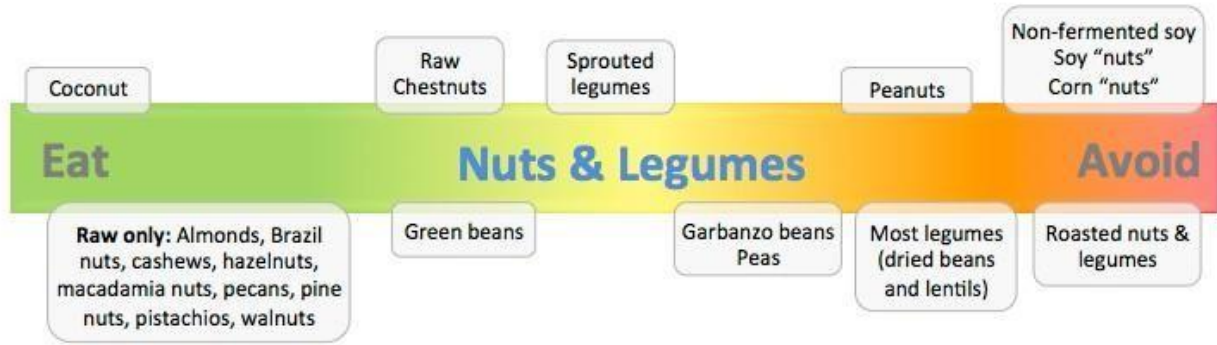 Coconut
Raw
Chestnuts
Sprouted
legumes
Peanuts
Non-fermented soy
Soy “nuts”
Corn “nuts”
Eat
Nuts & Legumes
Avoid
Raw only: Almonds, Brazil
nuts, cashews, hazelnuts,
macadamia nuts, pecans, pine
nuts, pistachios, walnuts
Green beans
Garbanzo beans
Peas
Most legumes
(dried beans
and lentils)
Roasted nuts &
legumes